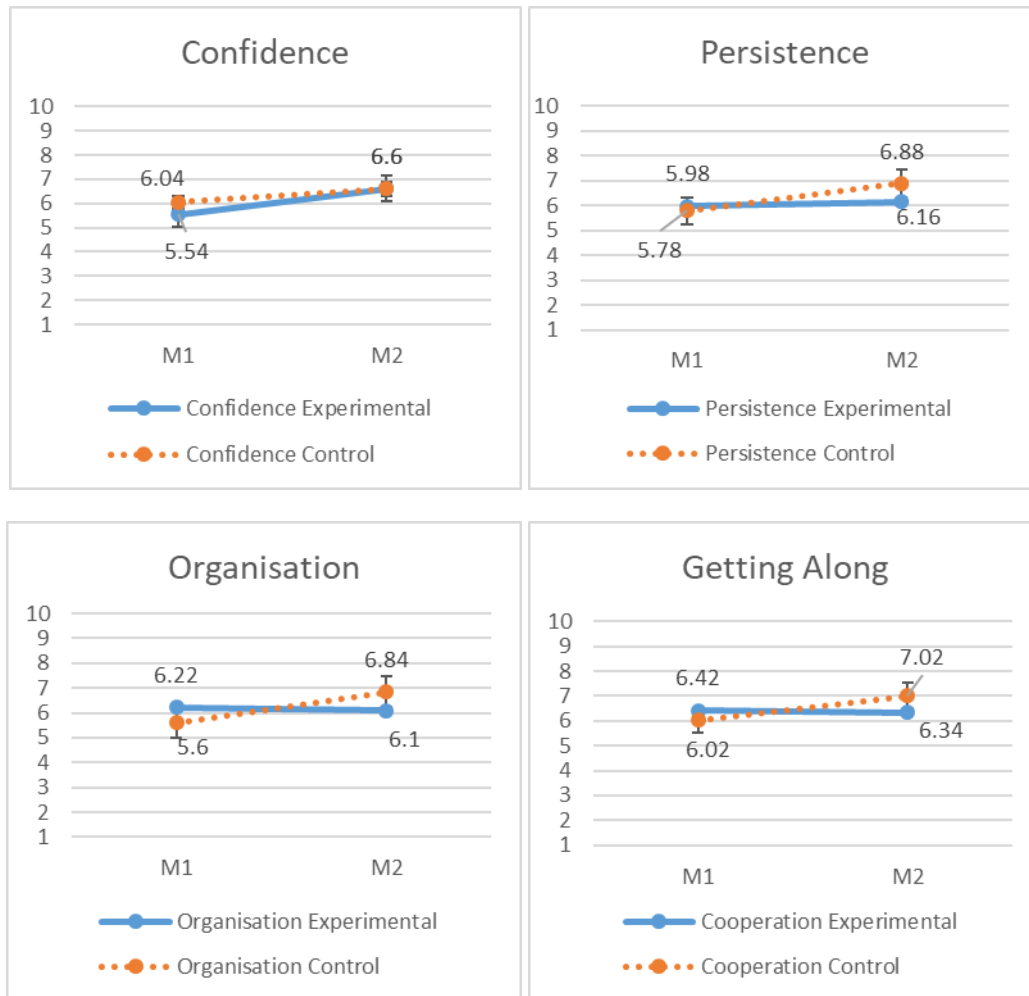 Confidence
10
9
8
7
6
5
4
3
2
1
6.04
6.6
5.54
M1
M2
Confidence Experimental
Confidence Control
Persistence
10
9
8
7
6
5
4
3
2
1
5.98
6.88
5.78
6.16
M1
M2
Persistence Experimental
Persistence Control
Organisation
10
9
8
7
6
5
4
3
2
1
6.22
6.84
5.6
6.1
M1
M2
Organisation Experimental
Organisation Control
Getting Along
10
9
8
7
6
5
4
3
2
1
6.42
7.02
6.02
6.34
M1
M2
Cooperation Experimental
Cooperation Control